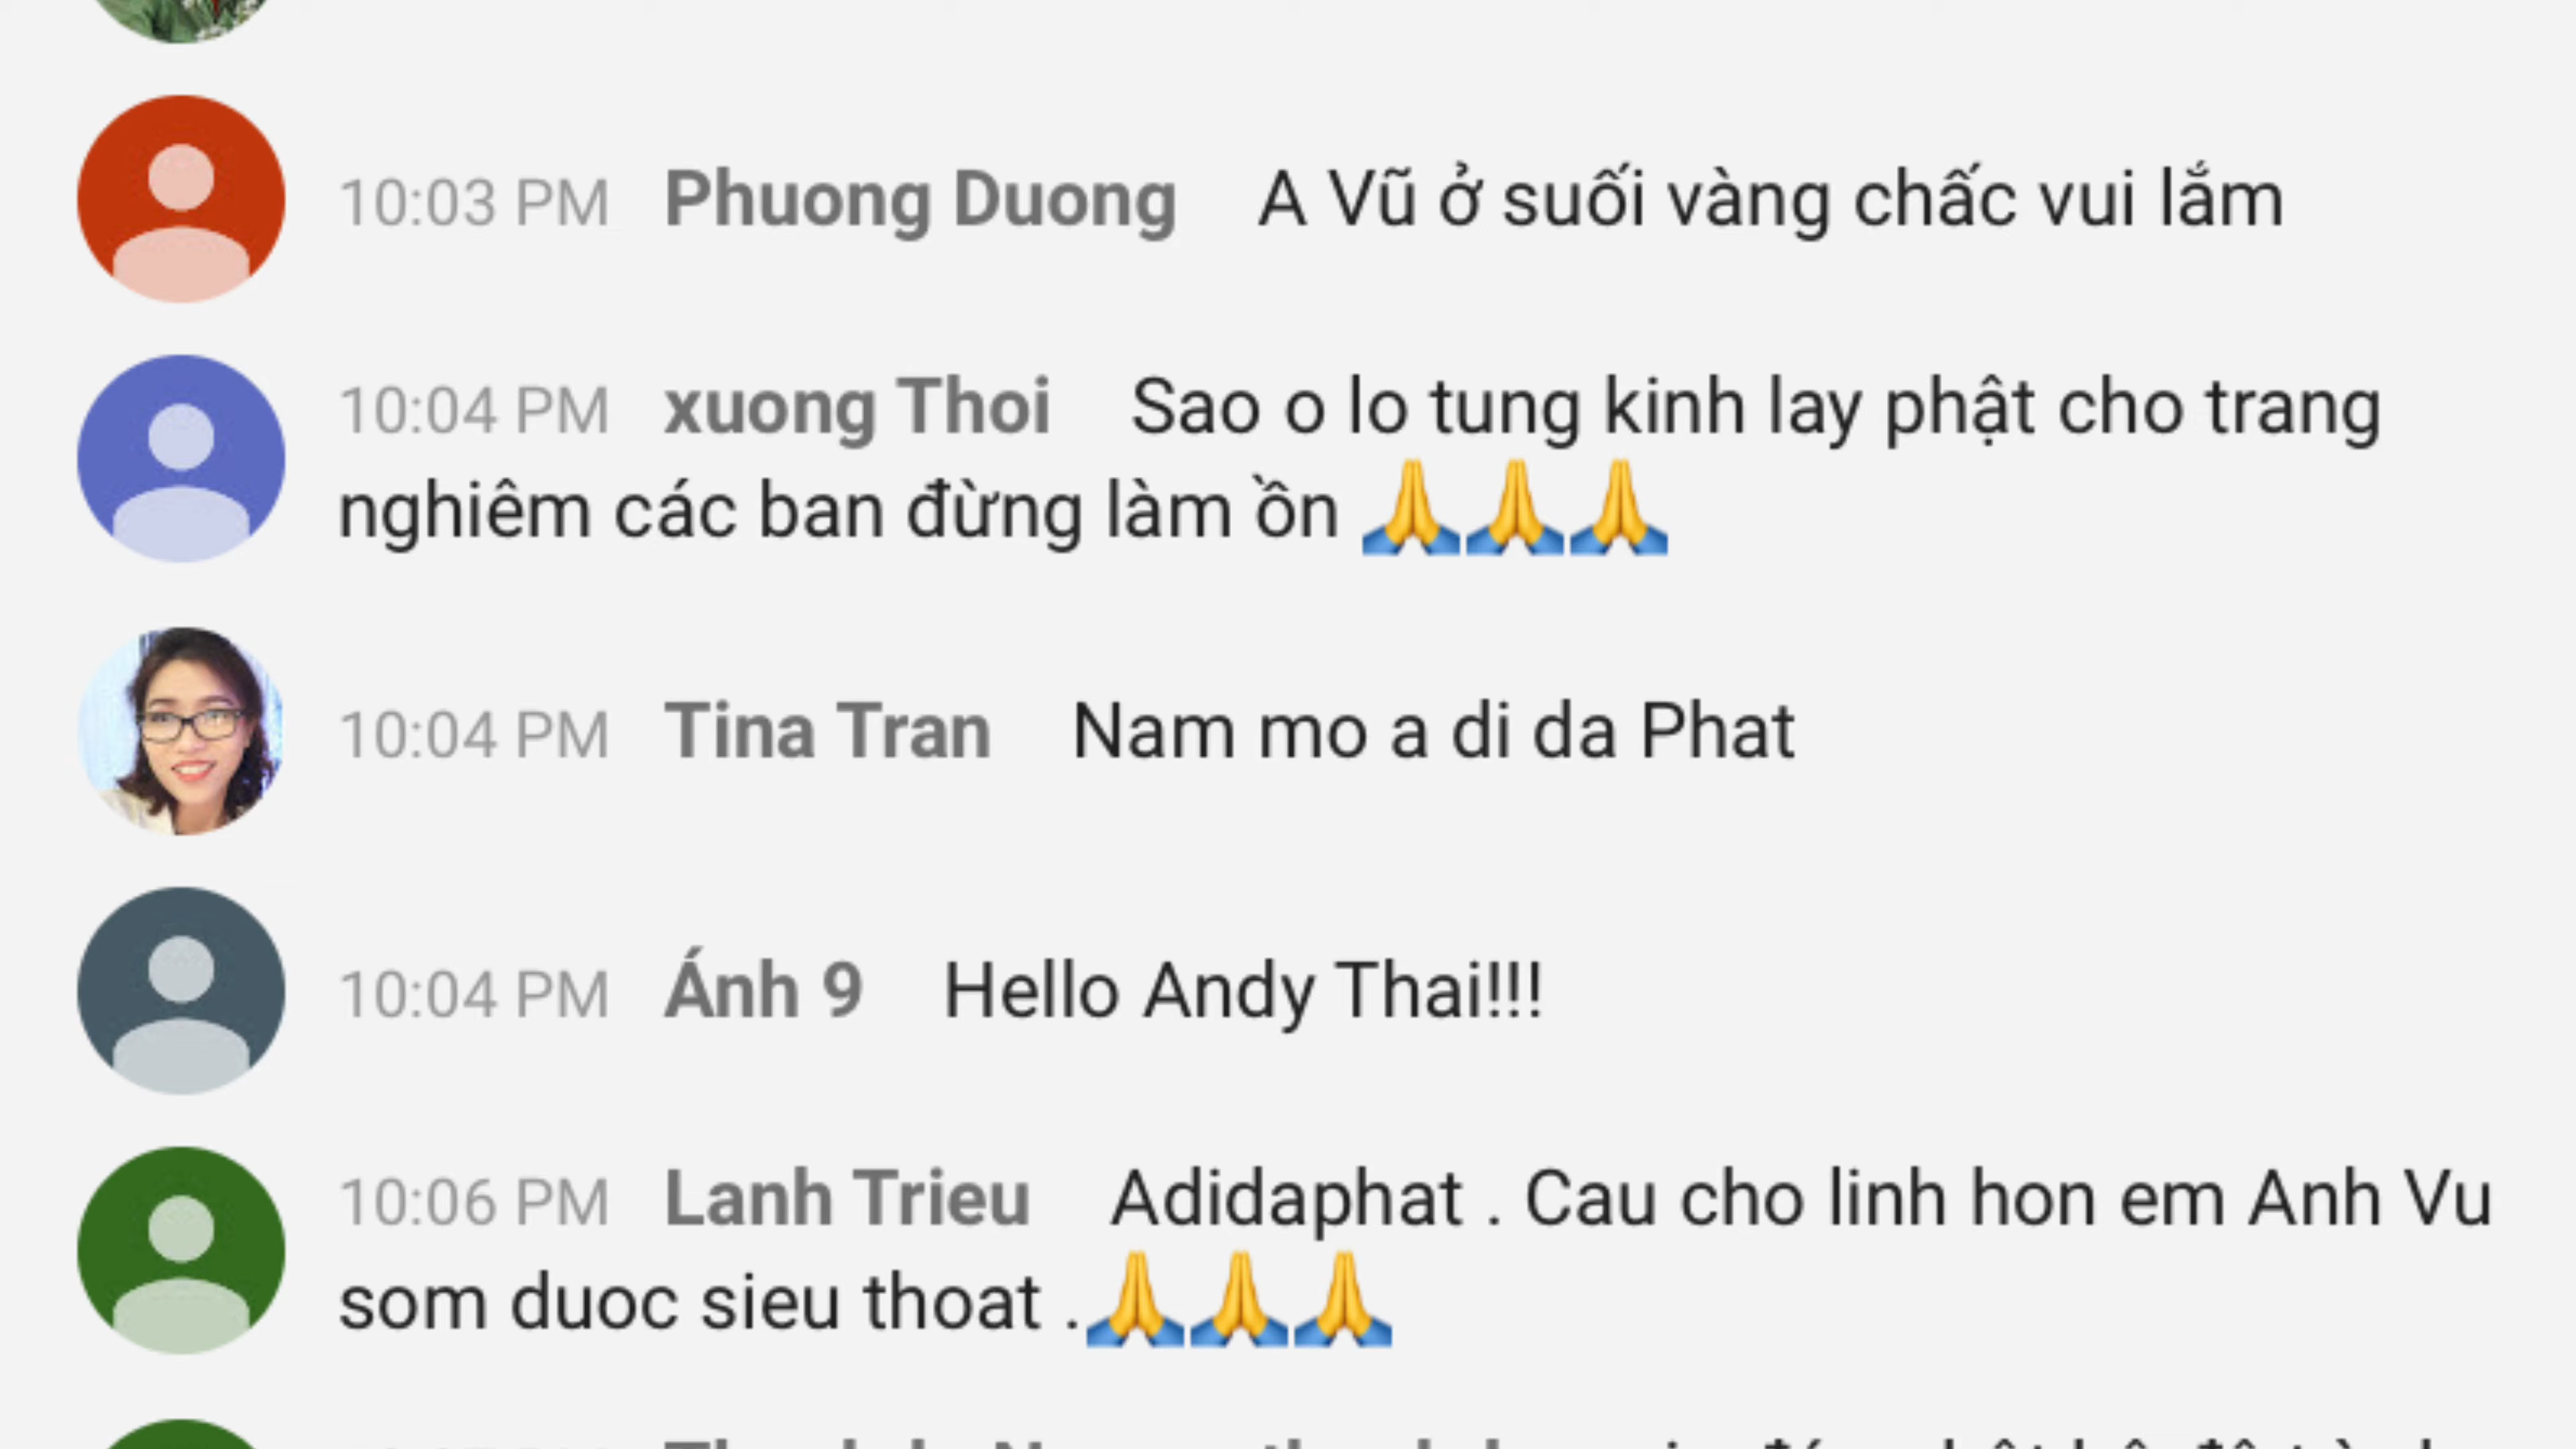 10:03 PM Phuong Duong A Vũ ở suối vàng chấc vui lắm
10:04 PM xuong Thoi Sao o lo tung kinh lay phật cho trang
nghiêm các ban đừng làm ồn 🙏🙏🙏
10:04 PM Tina Tran Nam mo a di da Phat
10:04 PM Ánh 9 Hello Andy Thai!!!
10:06 PM Lanh Trieu Adidaphat . Cau cho linh hon em Anh Vu
som duoc sieu thoat .🙏🙏🙏